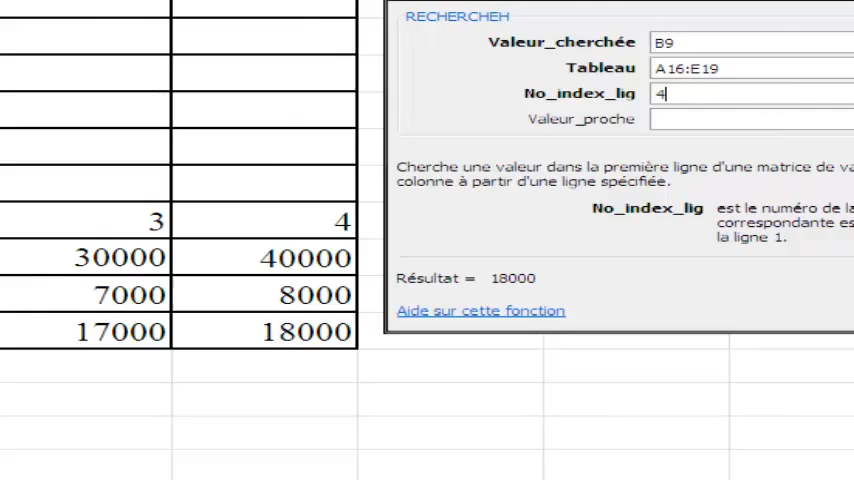 RECHERCHEH
Valeur_cherchée B9
Tableau A16:E19
No_index_lig 4
Valeur_proche
Cherche une valeur dans la première ligne d'une matrice de va
colonne à partir d'une ligne spécifiée.
No_index_lig est le numéro de la
correspondante es
la ligne 1.
Résultat = 18000
Aide sur cette fonction
3 4
30000 40000
7000 8000
17000 18000